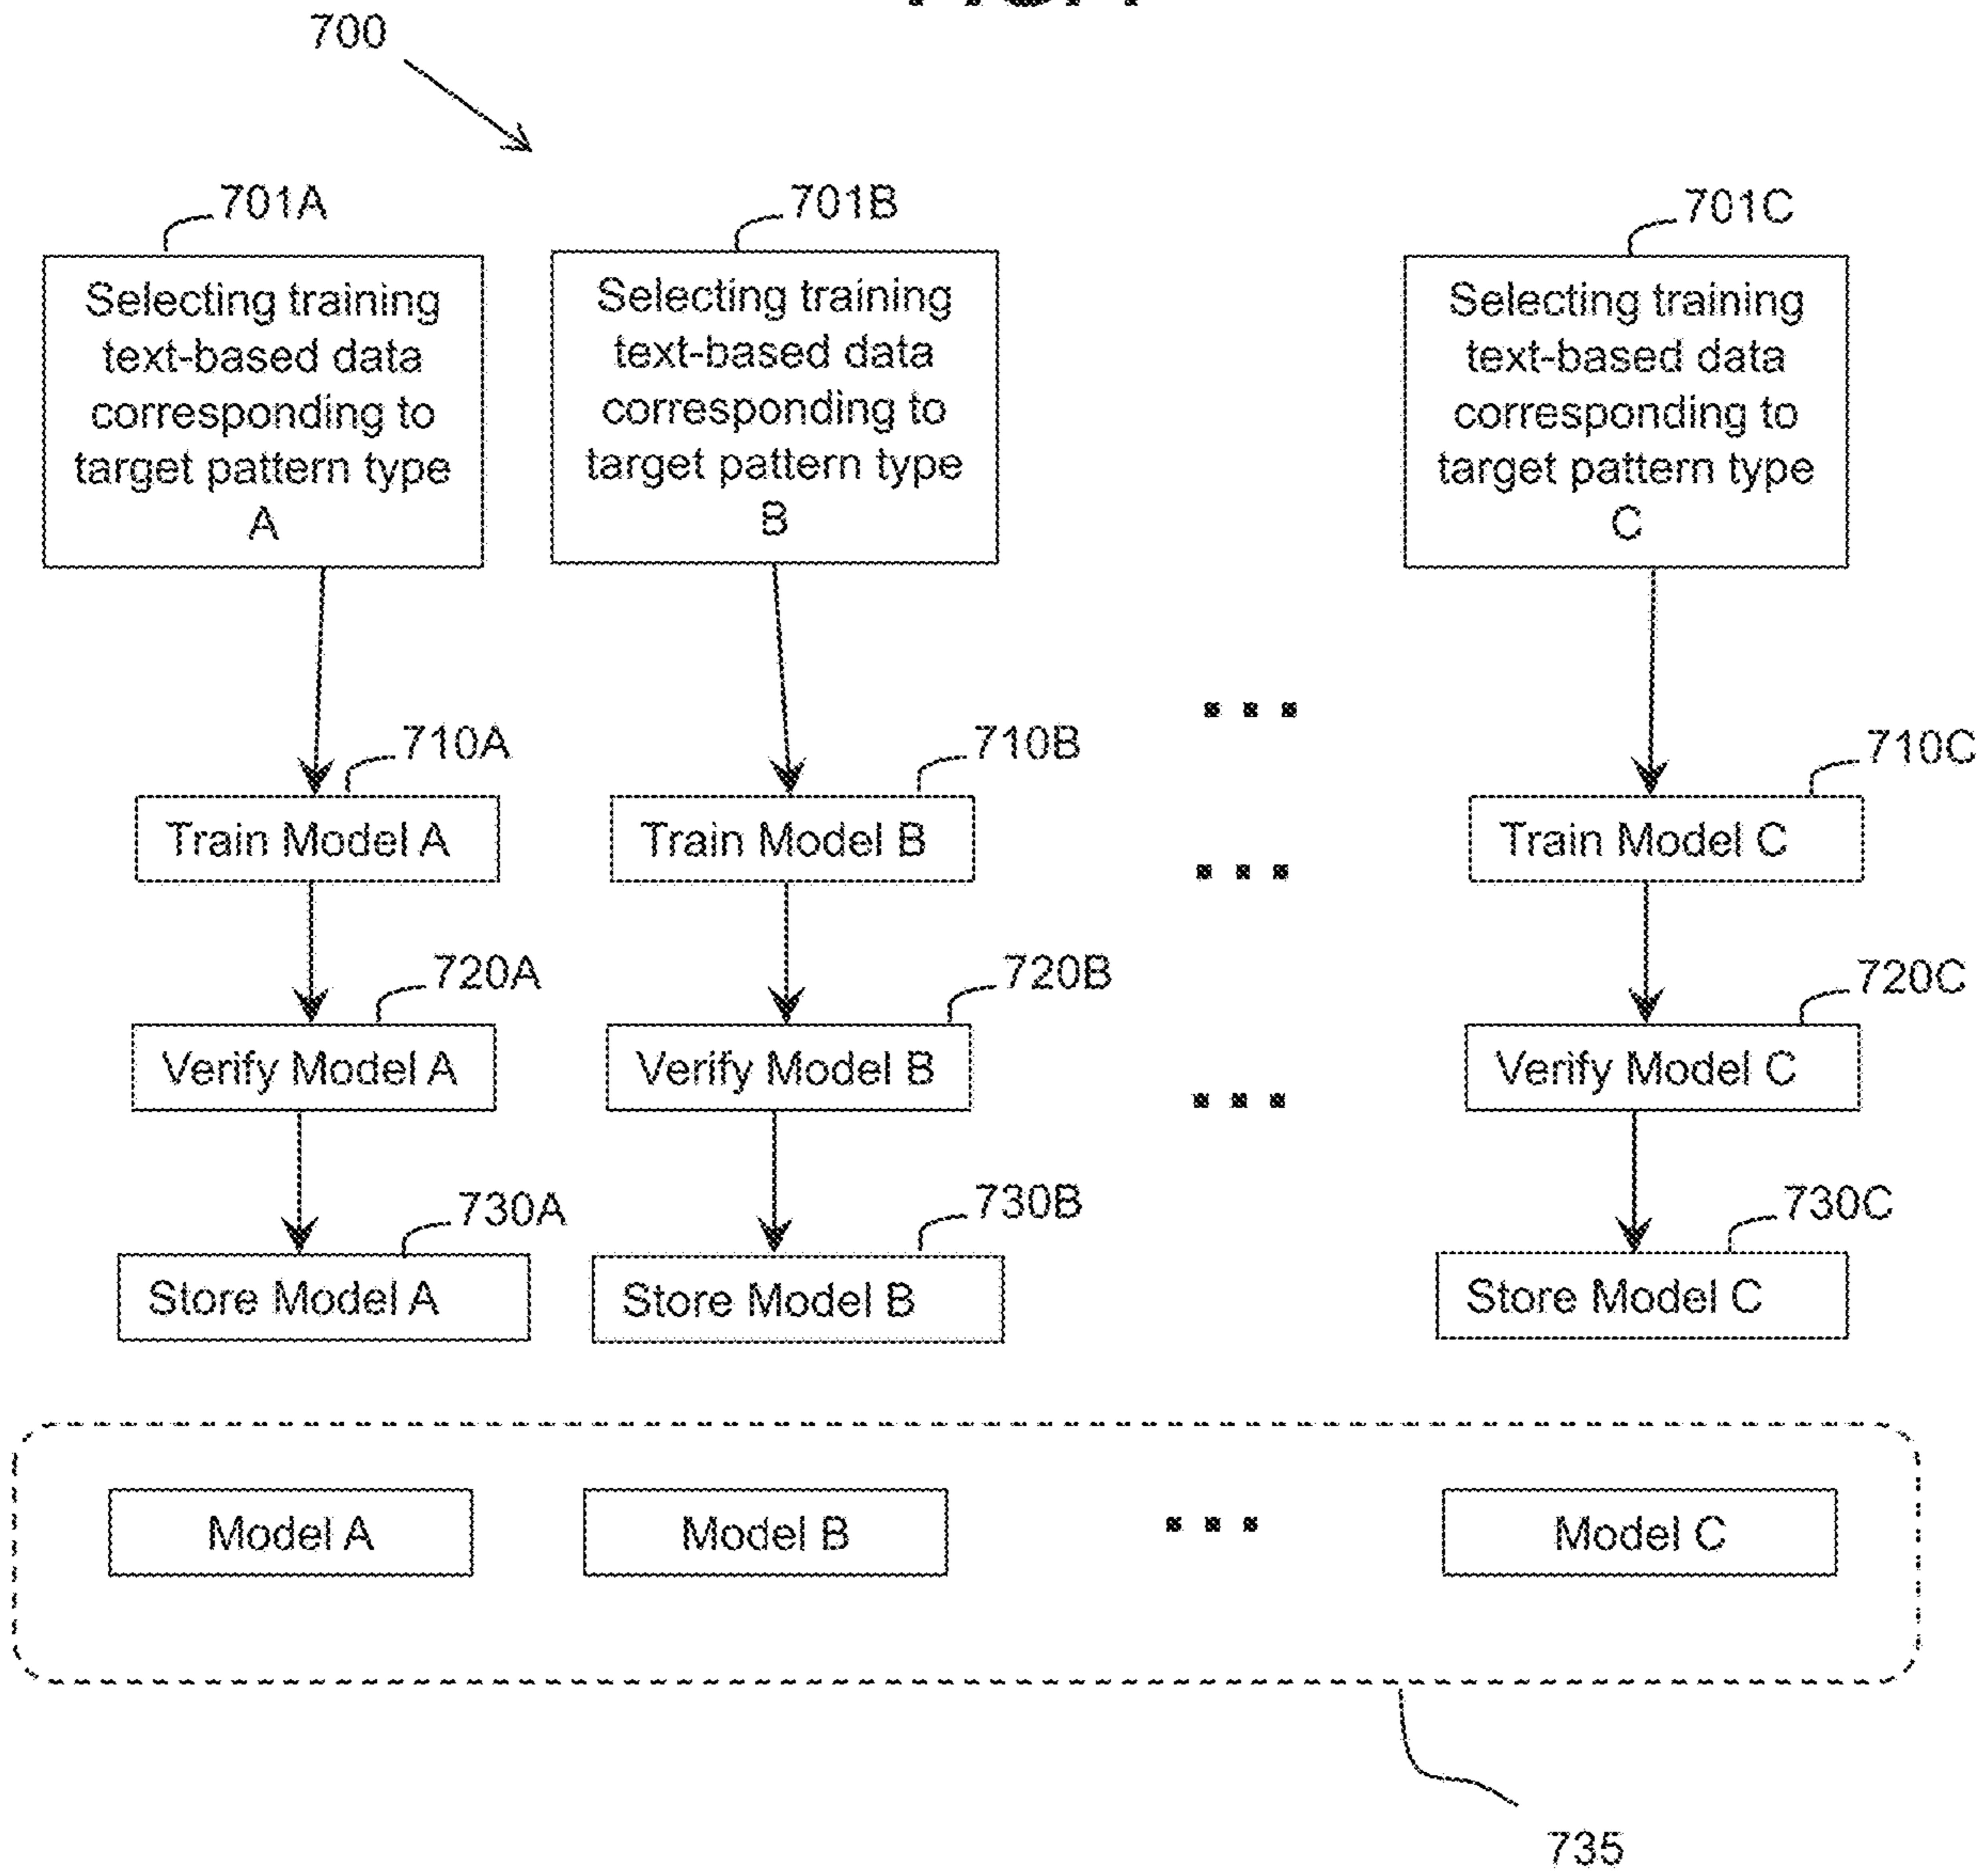 700
701A
701B
701C
Selecting training
text-based data
corresponding to
target pattern type
A
Selecting training
text-based data
corresponding to
target pattern type
B
Selecting training
text-based data
corresponding to
target pattern type
C
710A
710B
710C
Train Model A
Train Model B
Train Model C
720A
720B
720C
Verify Model A
Verify Model B
Verify Model C
730A
730B
730C
Store Model A
Store Model B
Store Model C
Model A
Model B
Model C
735